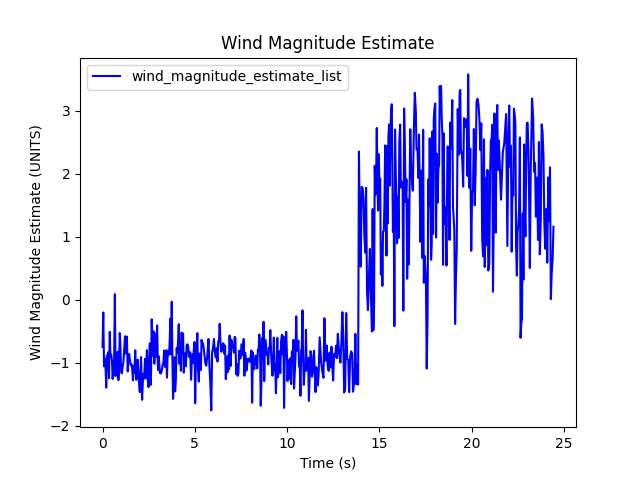 Wind Magnitude Estimate
wind_magnitude_estimate_list
Wind Magnitude Estimate (UNITS)
3
2
1
0
−1
−2
0 5 10 15 20 25
Time (s)